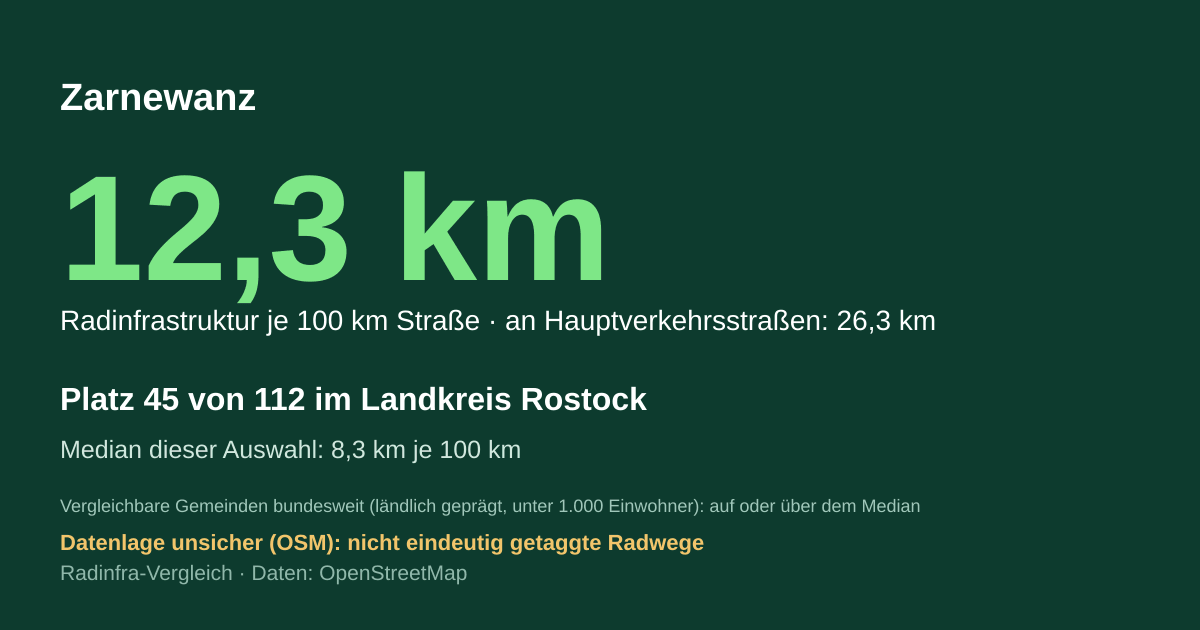 Zarnewanz
12,3 km
Radinfrastruktur je 100 km Straße · an Hauptverkehrsstraßen: 26,3 km
Platz 45 von 112 im Landkreis Rostock
Median dieser Auswahl: 8,3 km je 100 km
Vergleichbare Gemeinden bundesweit (ländlich geprägt, unter 1.000 Einwohner): auf oder über dem Median
Datenlage unsicher (OSM): nicht eindeutig getaggte Radwege
Radinfra-Vergleich · Daten: OpenStreetMap